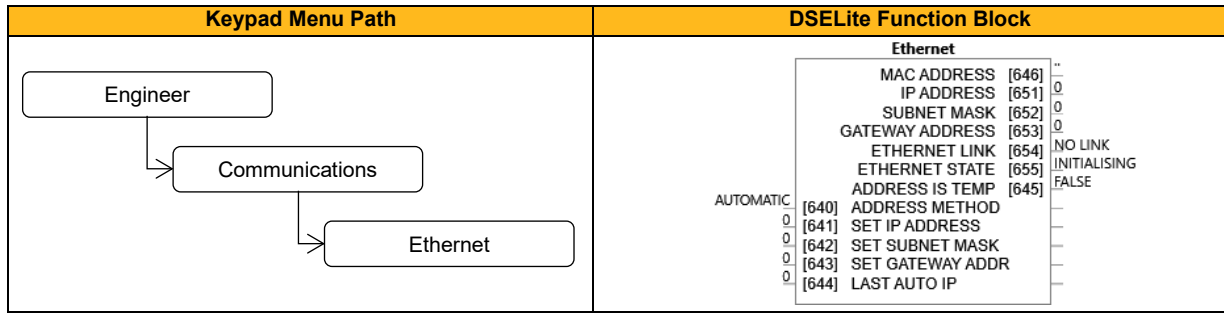 Keypad Menu Path
DSELite Function Block
Engineer
Communications
Ethernet
Ethernet
MAC ADDRESS [646] ..
IP ADDRESS [651] 0
SUBNET MASK [652] 0
GATEWAY ADDRESS [653] 0
ETHERNET LINK [654] NO LINK
ETHERNET STATE [655] INITIALISING
ADDRESS IS TEMP [645] FALSE
AUTOMATIC [640] ADDRESS METHOD
0 [641] SET IP ADDRESS
0 [642] SET SUBNET MASK
0 [643] SET GATEWAY ADDR
0 [644] LAST AUTO IP